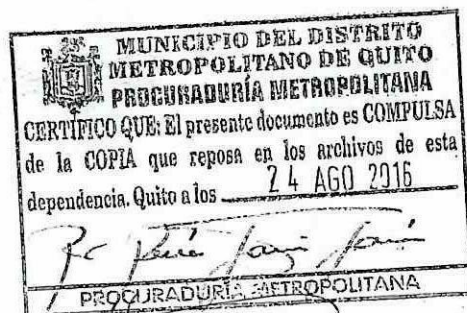 MUNICIPIO DEL DISTRITO
METROPOLITANO DE QUITO
PROCURADURÍA METROPOLITANA
CERTIFICO QUE: El presente documento es COMPULSA
de la COPIA que reposa en los archivos de esta
dependencia. Quito a los 24 AGO 2016
PROCURADURÍA METROPOLITANA